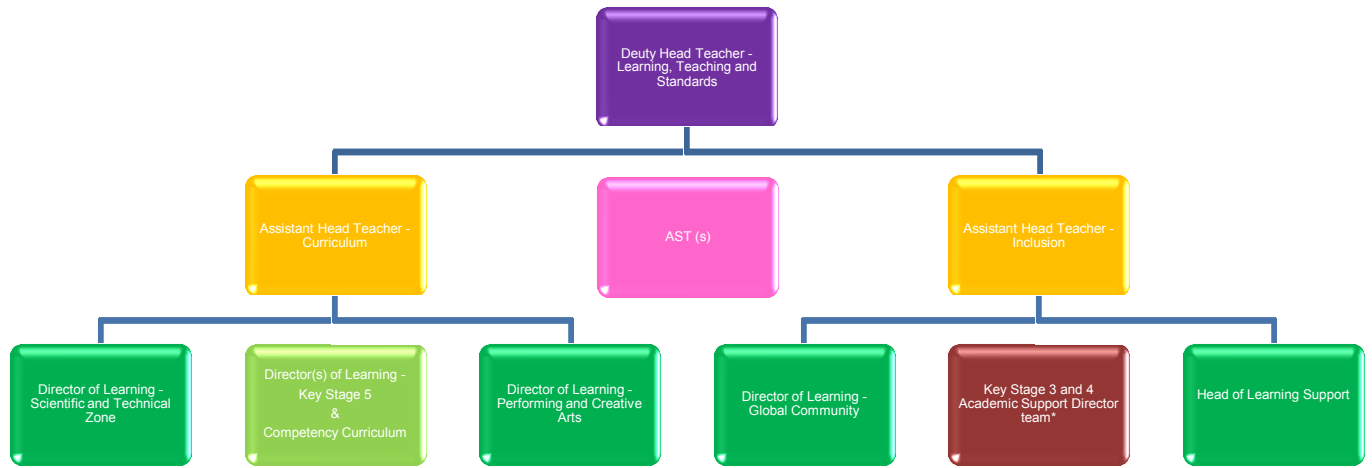 Deuty Head Teacher -
Learning, Teaching and
Standards
Assistant Head Teacher -
Curriculum
AST (s)
Assistant Head Teacher -
Inclusion
Director of Learning -
Scientific and Technical
Zone
Director(s) of Learning -
Key Stage 5
&
Competency Curriculum
Director of Learning -
Performing and Creative
Arts
Director of Learning -
Global Community
Key Stage 3 and 4
Academic Support Director
team*
Head of Learning Support